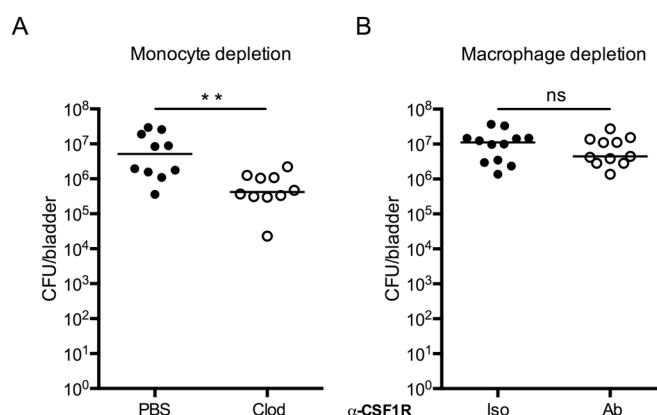 A
Monocyte depletion
* *
10⁸
10⁷
10⁶
10⁵
10⁴
10³
10²
10¹
10⁰
CFU/bladder
PBS
Clod
B
Macrophage depletion
ns
10⁸
10⁷
10⁶
10⁵
10⁴
10³
10²
10¹
10⁰
CFU/bladder
α-CSF1R
Iso
Ab